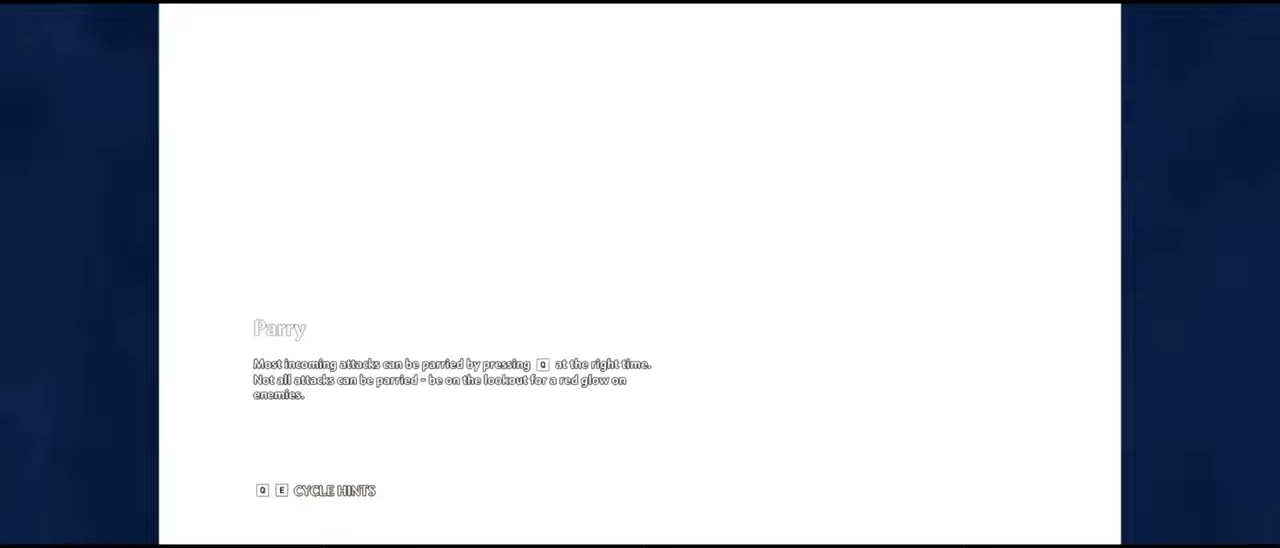 Parry
Most incoming attacks can be parried by pressing Q at the right time.
Not all attacks can be parried - be on the lookout for a red glow on
enemies.
Q E CYCLE HINTS